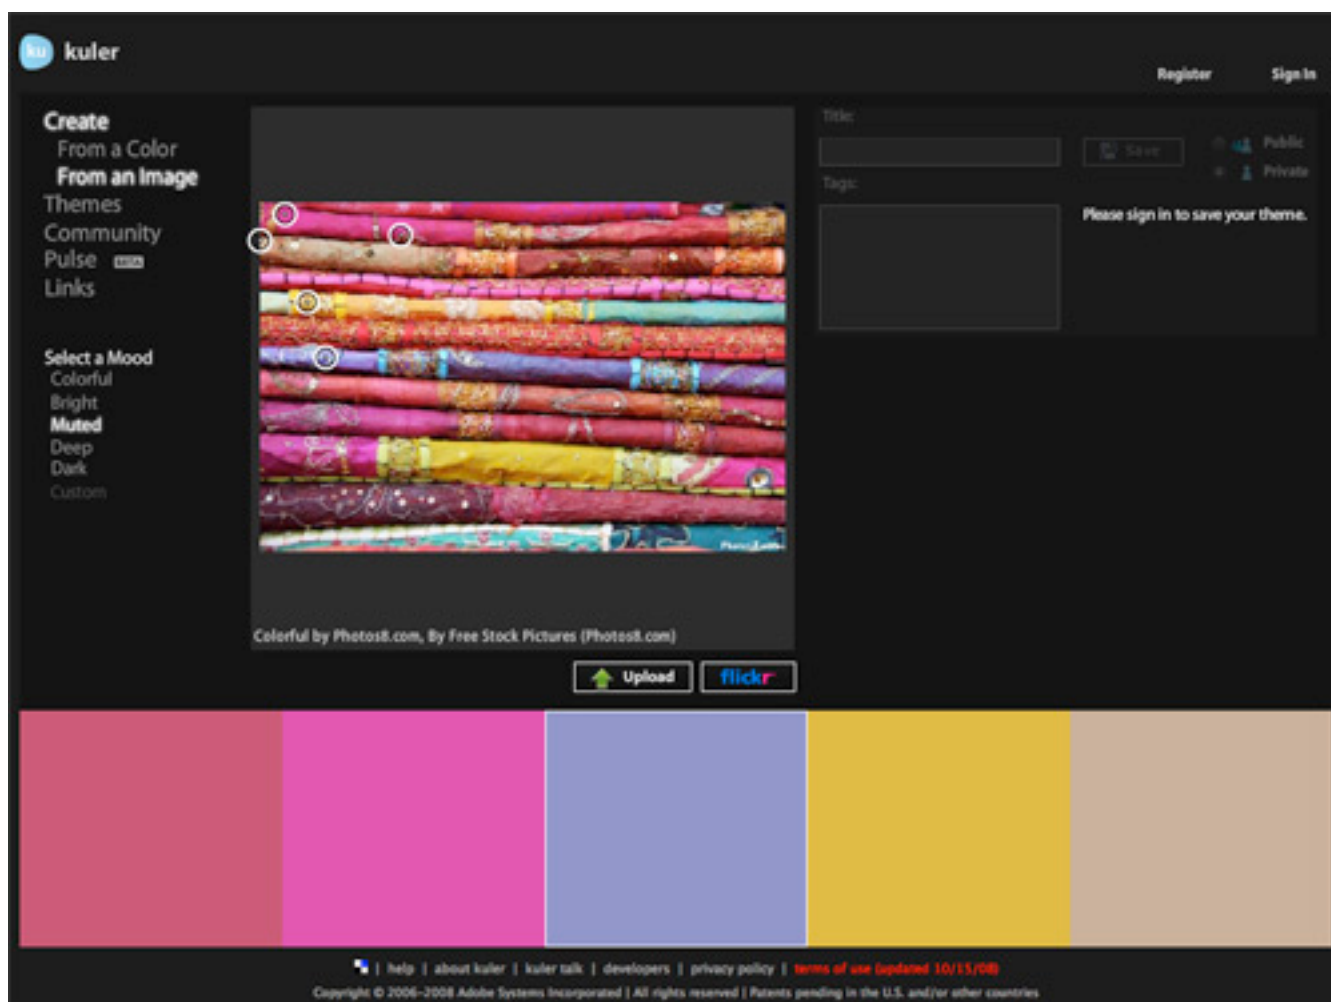 ku kuler
Register Sign In
Create
From a Color
From an Image
Themes
Community
Pulse BETA
Links
Select a Mood
Colorful
Bright
Muted
Deep
Dark
Custom
Photos8.com
Colorful by Photos8.com, By Free Stock Pictures (Photos8.com)
Upload flickr
Title:
Save Public
Private
Tags:
Please sign in to save your theme.
| help | about kuler | kuler talk | developers | privacy policy | terms of use (updated 10/15/08)
Copyright © 2006-2008 Adobe Systems Incorporated | All rights reserved | Patents pending in the U.S. and/or other countries